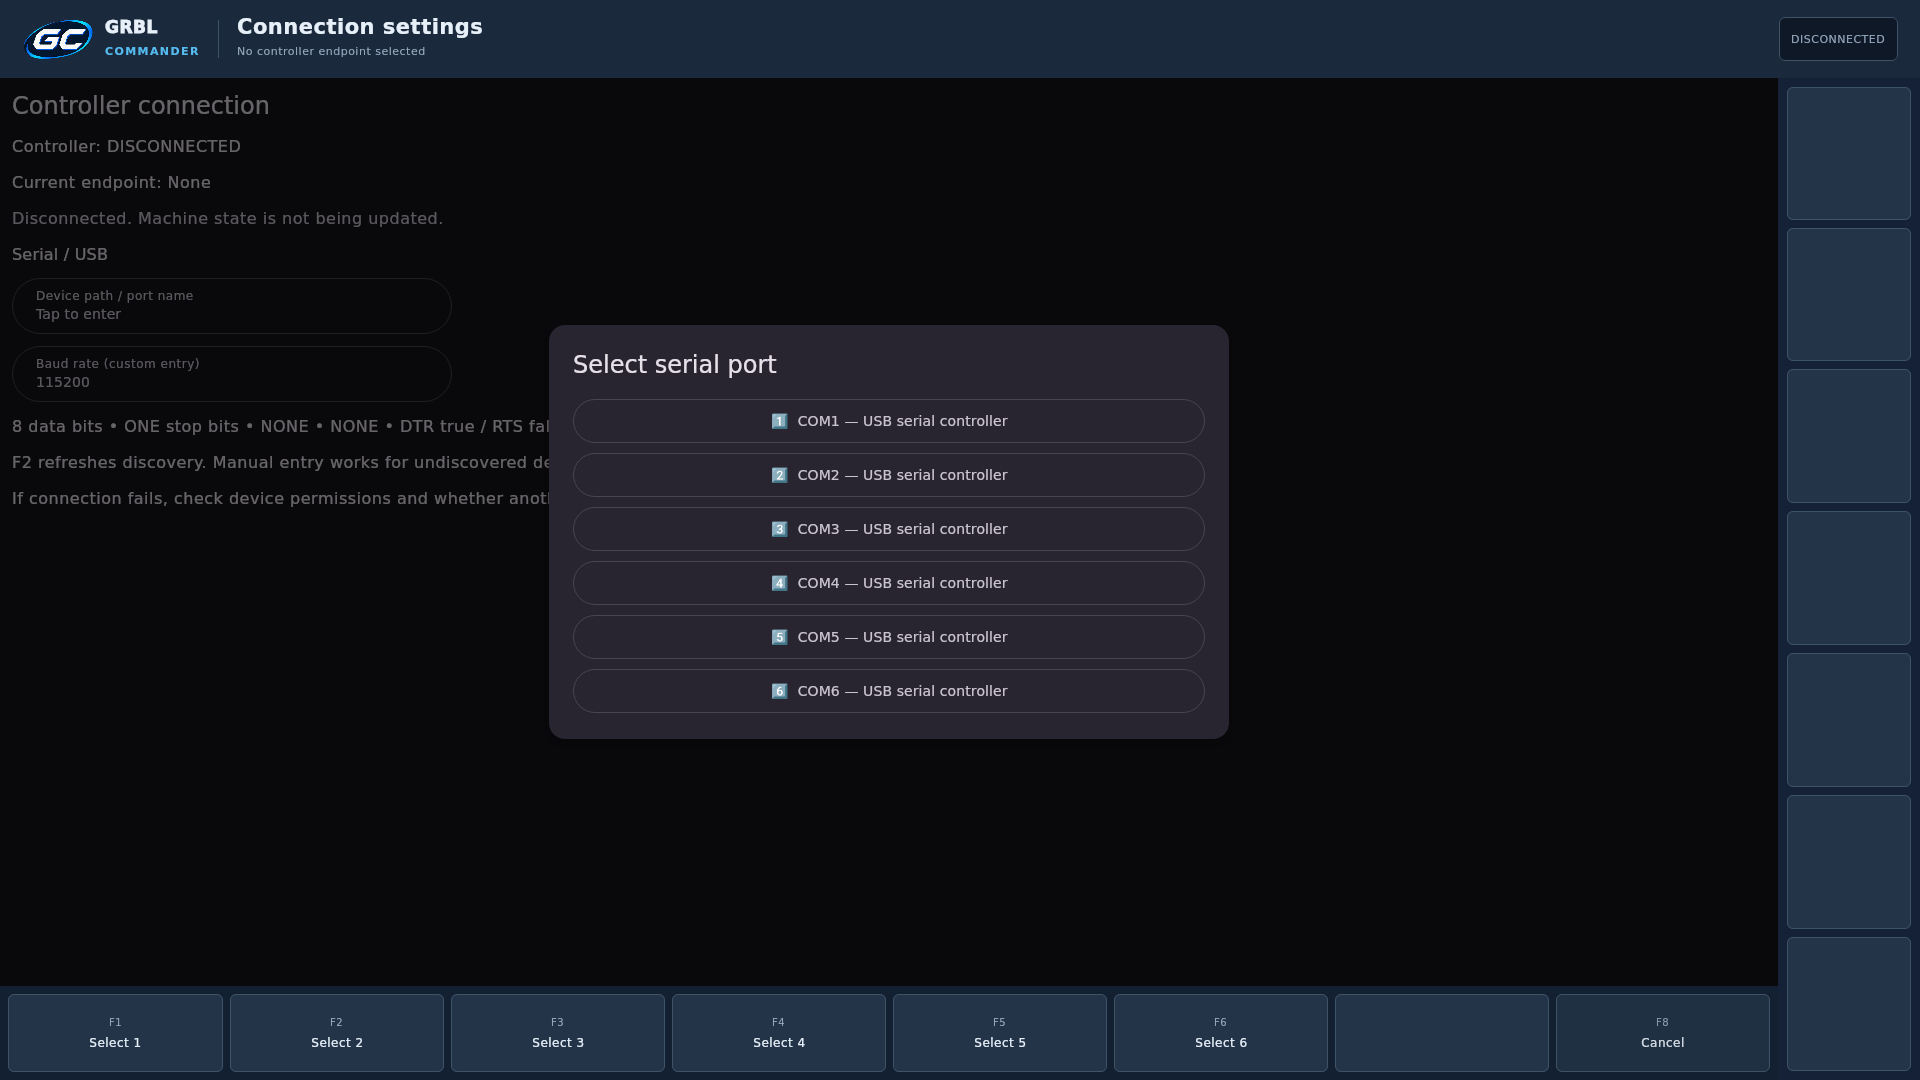 GC
GRBL
COMMANDER
Connection settings
No controller endpoint selected
DISCONNECTED
Controller connection
Controller: DISCONNECTED
Current endpoint: None
Disconnected. Machine state is not being updated.
Serial / USB
Device path / port name
Tap to enter
Baud rate (custom entry)
115200
8 data bits • ONE stop bits • NONE • NONE • DTR true / RTS fal
F2 refreshes discovery. Manual entry works for undiscovered de
If connection fails, check device permissions and whether anot
Select serial port
1 COM1 — USB serial controller
2 COM2 — USB serial controller
3 COM3 — USB serial controller
4 COM4 — USB serial controller
5 COM5 — USB serial controller
6 COM6 — USB serial controller
F1
Select 1
F2
Select 2
F3
Select 3
F4
Select 4
F5
Select 5
F6
Select 6
F8
Cancel